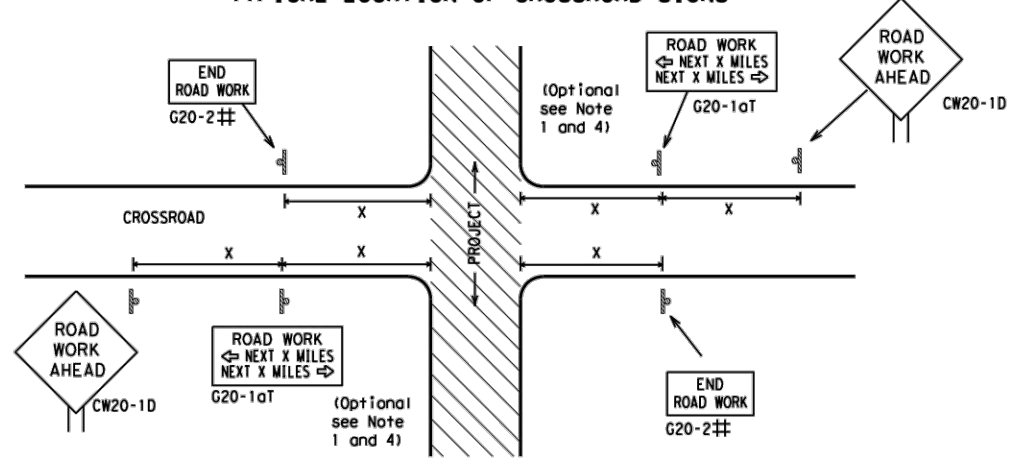 TYPICAL LOCATION OF CROSSROAD SIGNS
END
ROAD WORK
G20-2#
ROAD WORK
⇦ NEXT X MILES
NEXT X MILES ⇨
G20-1aT
(Optional
see Note
1 and 4)
ROAD
WORK
AHEAD
CW20-1D
X
X
X
CROSSROAD
PROJECT
X
X
X
ROAD
WORK
AHEAD
CW20-1D
ROAD WORK
⇦ NEXT X MILES
NEXT X MILES ⇨
G20-1aT
(Optional
see Note
1 and 4)
END
ROAD WORK
G20-2#